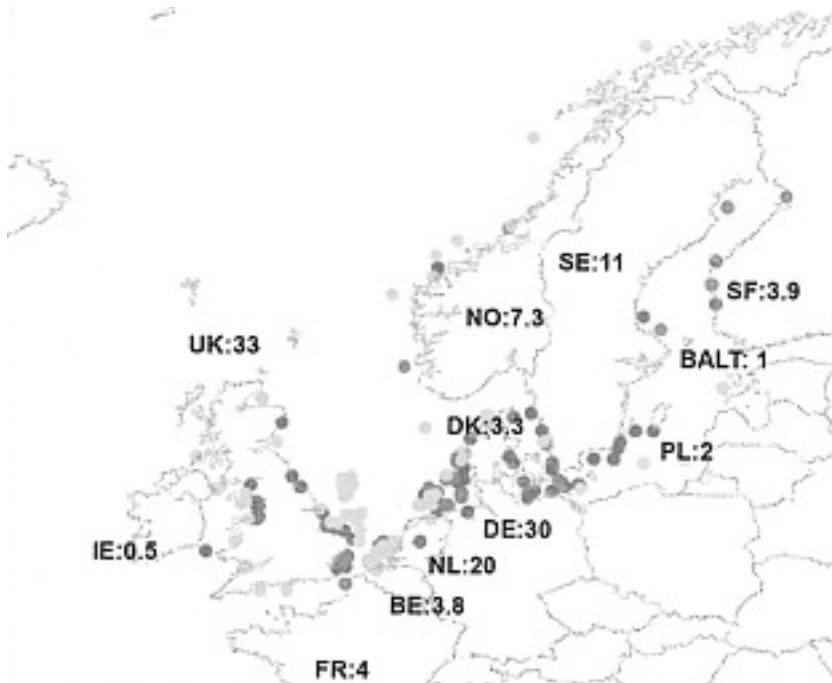 SE:11
SF:3.9
NO:7.3
UK:33
BALT: 1
DK:3.3
PL:2
DE:30
IE:0.5
NL:20
BE:3.8
FR:4